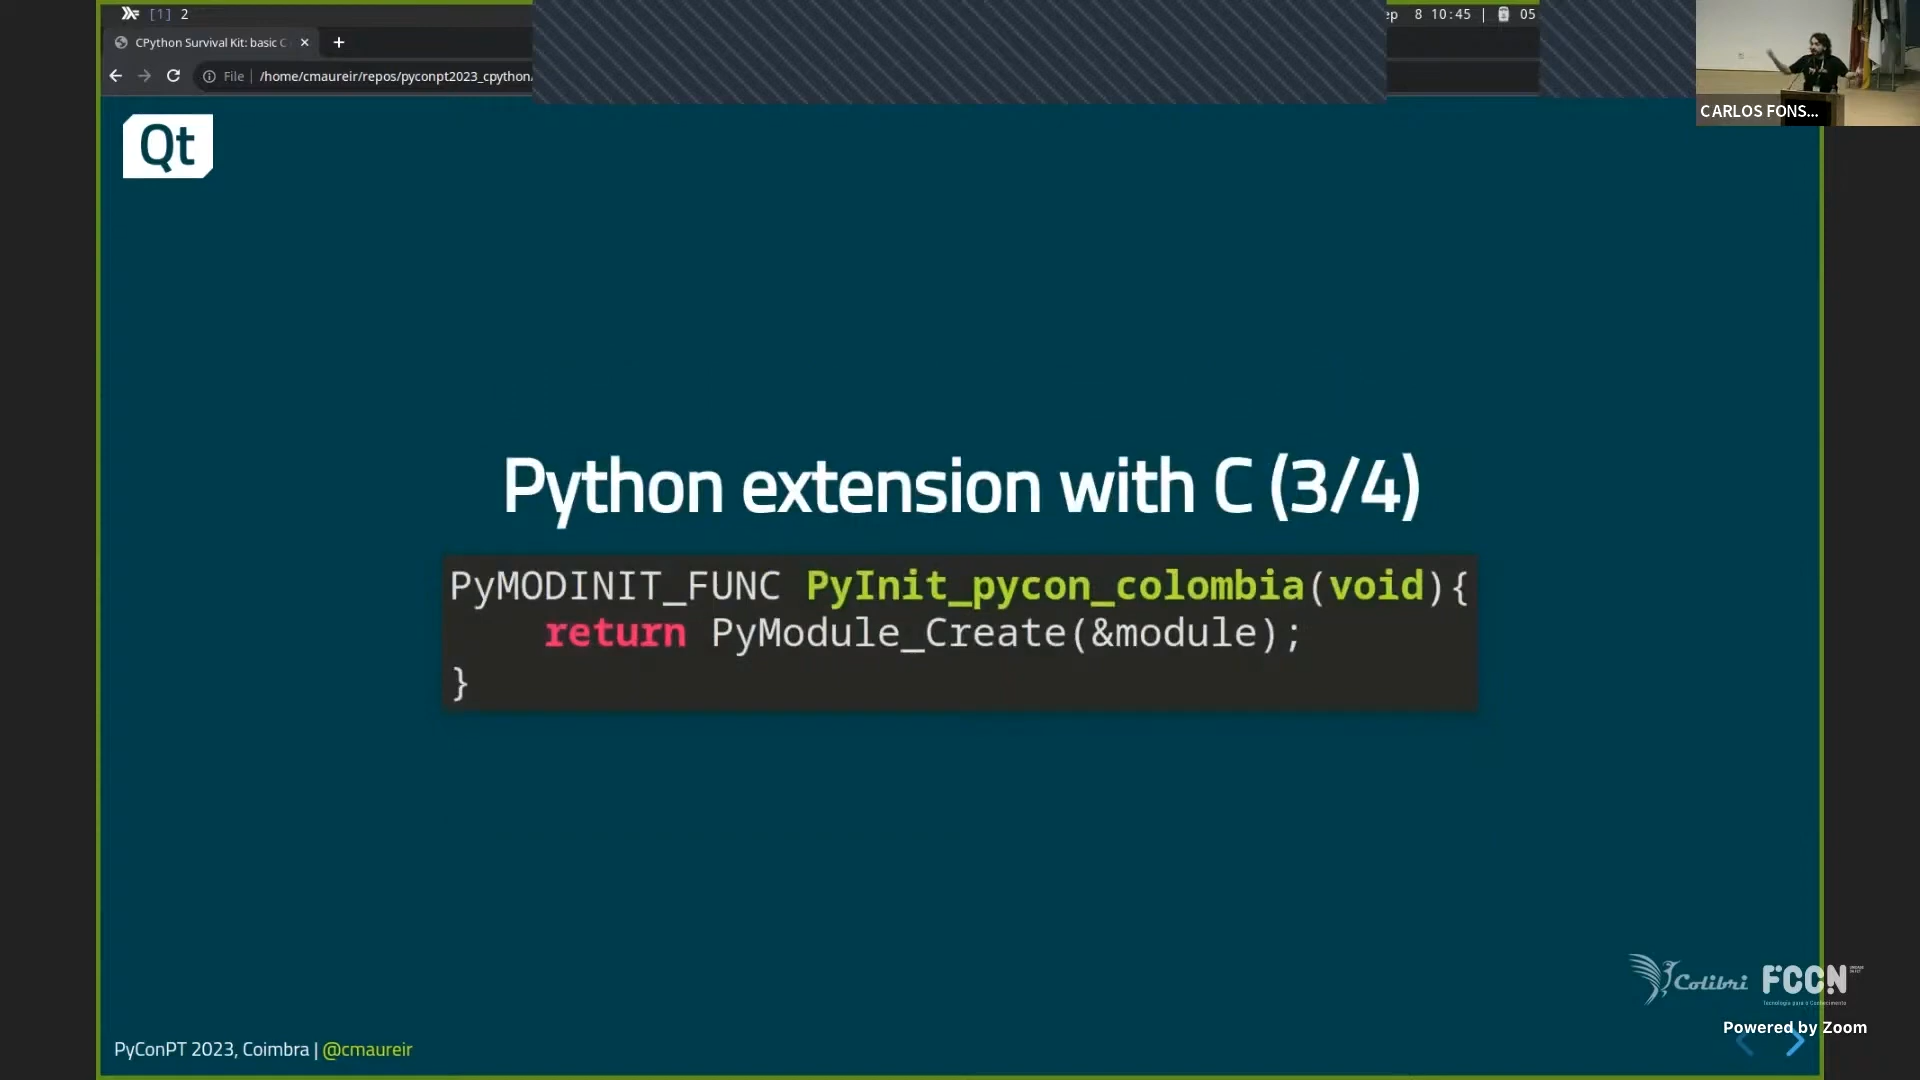 [1] 2
ep 8 10:45 | 05
CPython Survival Kit: basic C
File | /home/cmaureir/repos/pyconpt2023_cpython
CARLOS FONS...
Qt
Python extension with C (3/4)
PyMODINIT_FUNC PyInit_pycon_colombia(void){
return PyModule_Create(&module);
}
Colibri FCCN
Powered by Zoom
PyConPT 2023, Coimbra | @cmaureir